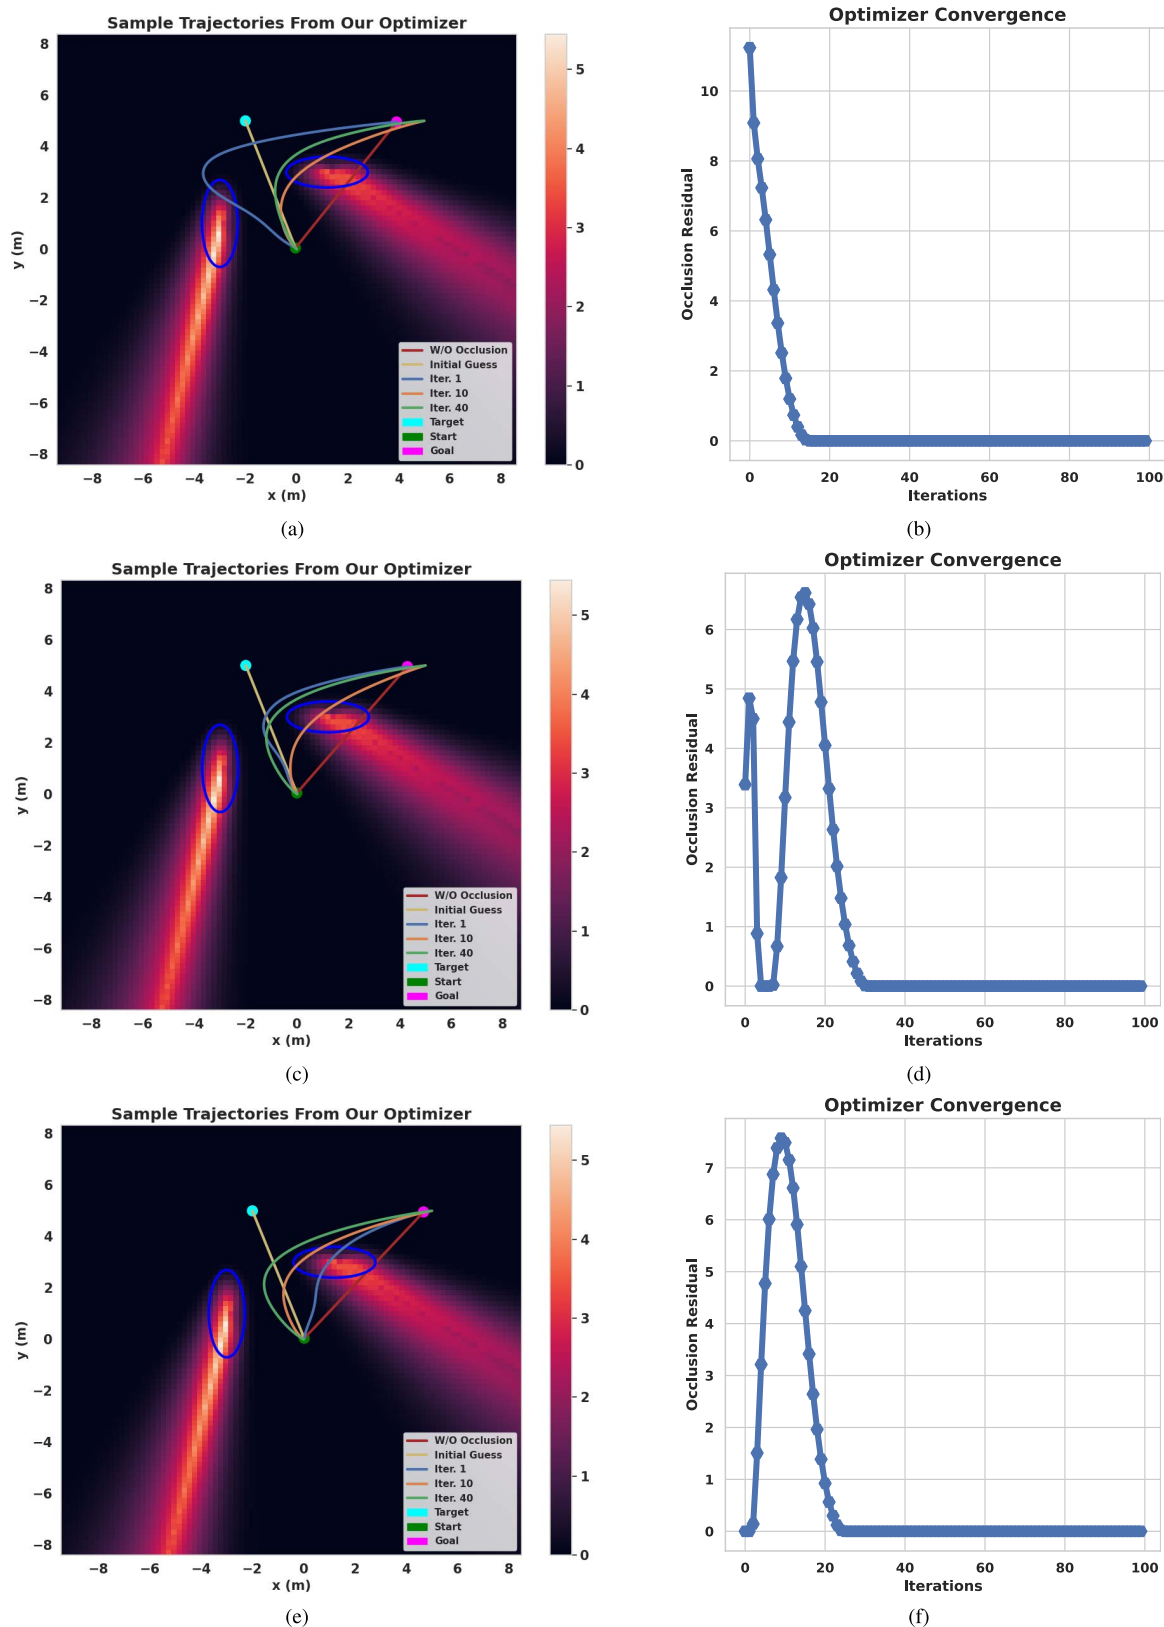 Sample Trajectories From Our Optimizer
8
6
4
2
0
−2
−4
−6
−8
y (m)
−8 −6 −4 −2 0 2 4 6 8
x (m)
W/O Occlusion
Initial Guess
Iter. 1
Iter. 10
Iter. 40
Target
Start
Goal
5
4
3
2
1
0
(a)
Optimizer Convergence
10
8
6
4
2
0
Occlusion Residual
0 20 40 60 80 100
Iterations
(b)
Sample Trajectories From Our Optimizer
8
6
4
2
0
−2
−4
−6
−8
y (m)
−8 −6 −4 −2 0 2 4 6 8
x (m)
W/O Occlusion
Initial Guess
Iter. 1
Iter. 10
Iter. 40
Target
Start
Goal
5
4
3
2
1
0
(c)
Optimizer Convergence
6
5
4
3
2
1
0
Occlusion Residual
0 20 40 60 80 100
Iterations
(d)
Sample Trajectories From Our Optimizer
8
6
4
2
0
−2
−4
−6
−8
y (m)
−8 −6 −4 −2 0 2 4 6 8
x (m)
W/O Occlusion
Initial Guess
Iter. 1
Iter. 10
Iter. 40
Target
Start
Goal
5
4
3
2
1
0
(e)
Optimizer Convergence
7
6
5
4
3
2
1
0
Occlusion Residual
0 20 40 60 80 100
Iterations
(f)